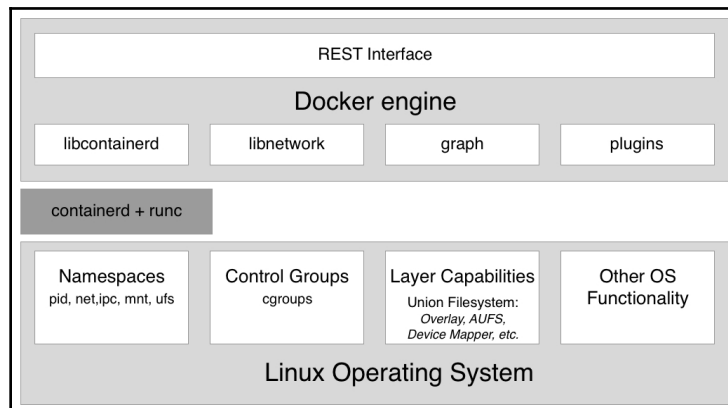 REST Interface
Docker engine
libcontainerd
libnetwork
graph
plugins
containerd + runc
Namespaces
pid, net,ipc, mnt, ufs
Control Groups
cgroups
Layer Capabilities
Union Filesystem:
Overlay, AUFS,
Device Mapper, etc.
Other OS
Functionality
Linux Operating System